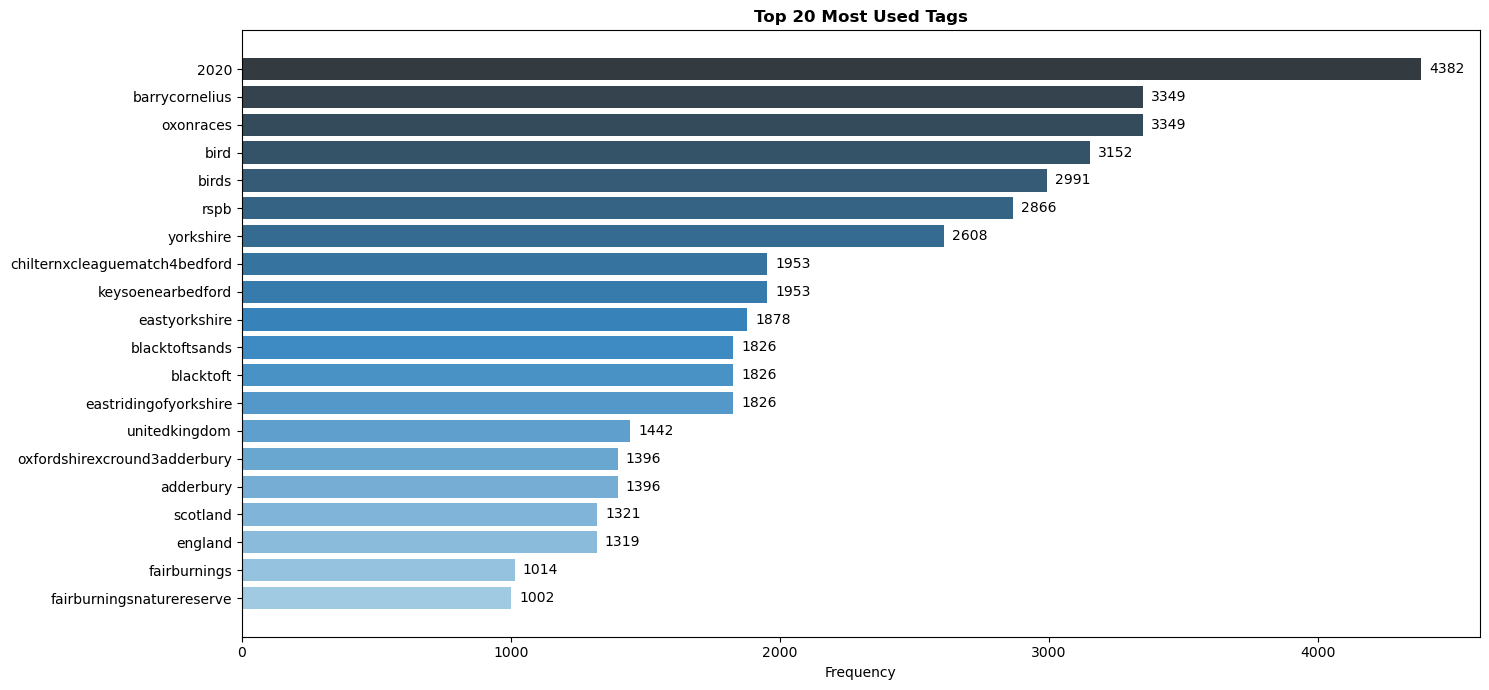 Top 20 Most Used Tags
2020 4382
barrycornelius 3349
oxonraces 3349
bird 3152
birds 2991
rspb 2866
yorkshire 2608
chilternxcleaguematch4bedford 1953
keysoenearbedford 1953
eastyorkshire 1878
blacktoftsands 1826
blacktoft 1826
eastridingofyorkshire 1826
unitedkingdom 1442
oxfordshirexcround3adderbury 1396
adderbury 1396
scotland 1321
england 1319
fairburnings 1014
fairburningsnaturereserve 1002
0 1000 2000 3000 4000
Frequency